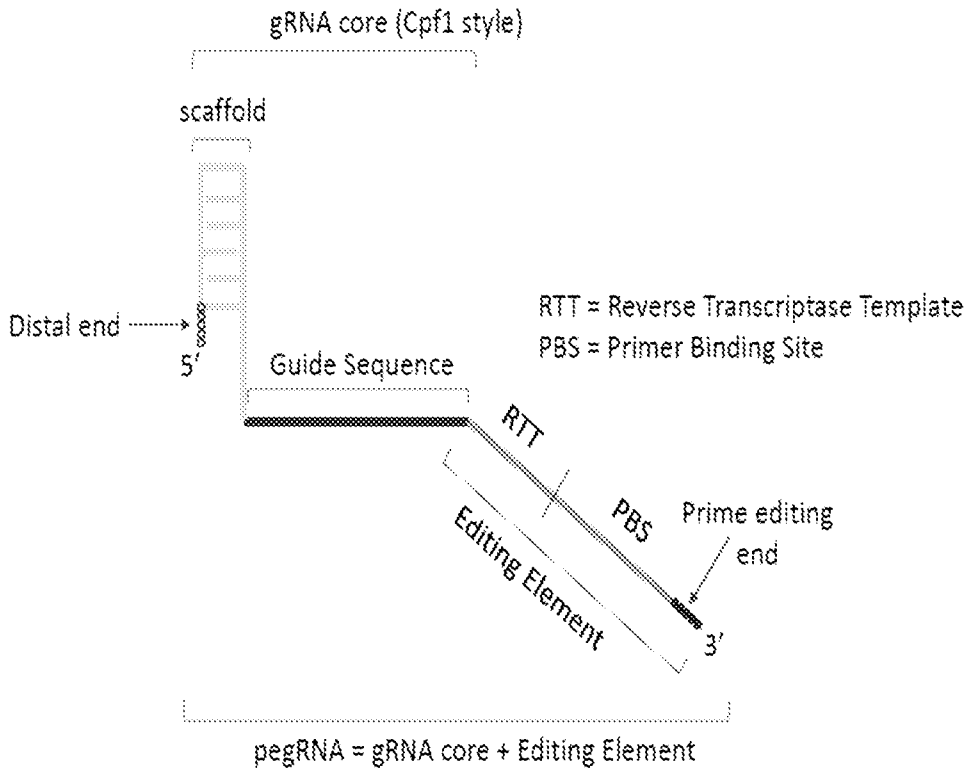 gRNA core (Cpf1 style)
scaffold
Distal end
5'
Guide Sequence
RTT = Reverse Transcriptase Template
PBS = Primer Binding Site
RTT
PBS
Editing Element
Prime editing
end
3'
pegRNA = gRNA core + Editing Element